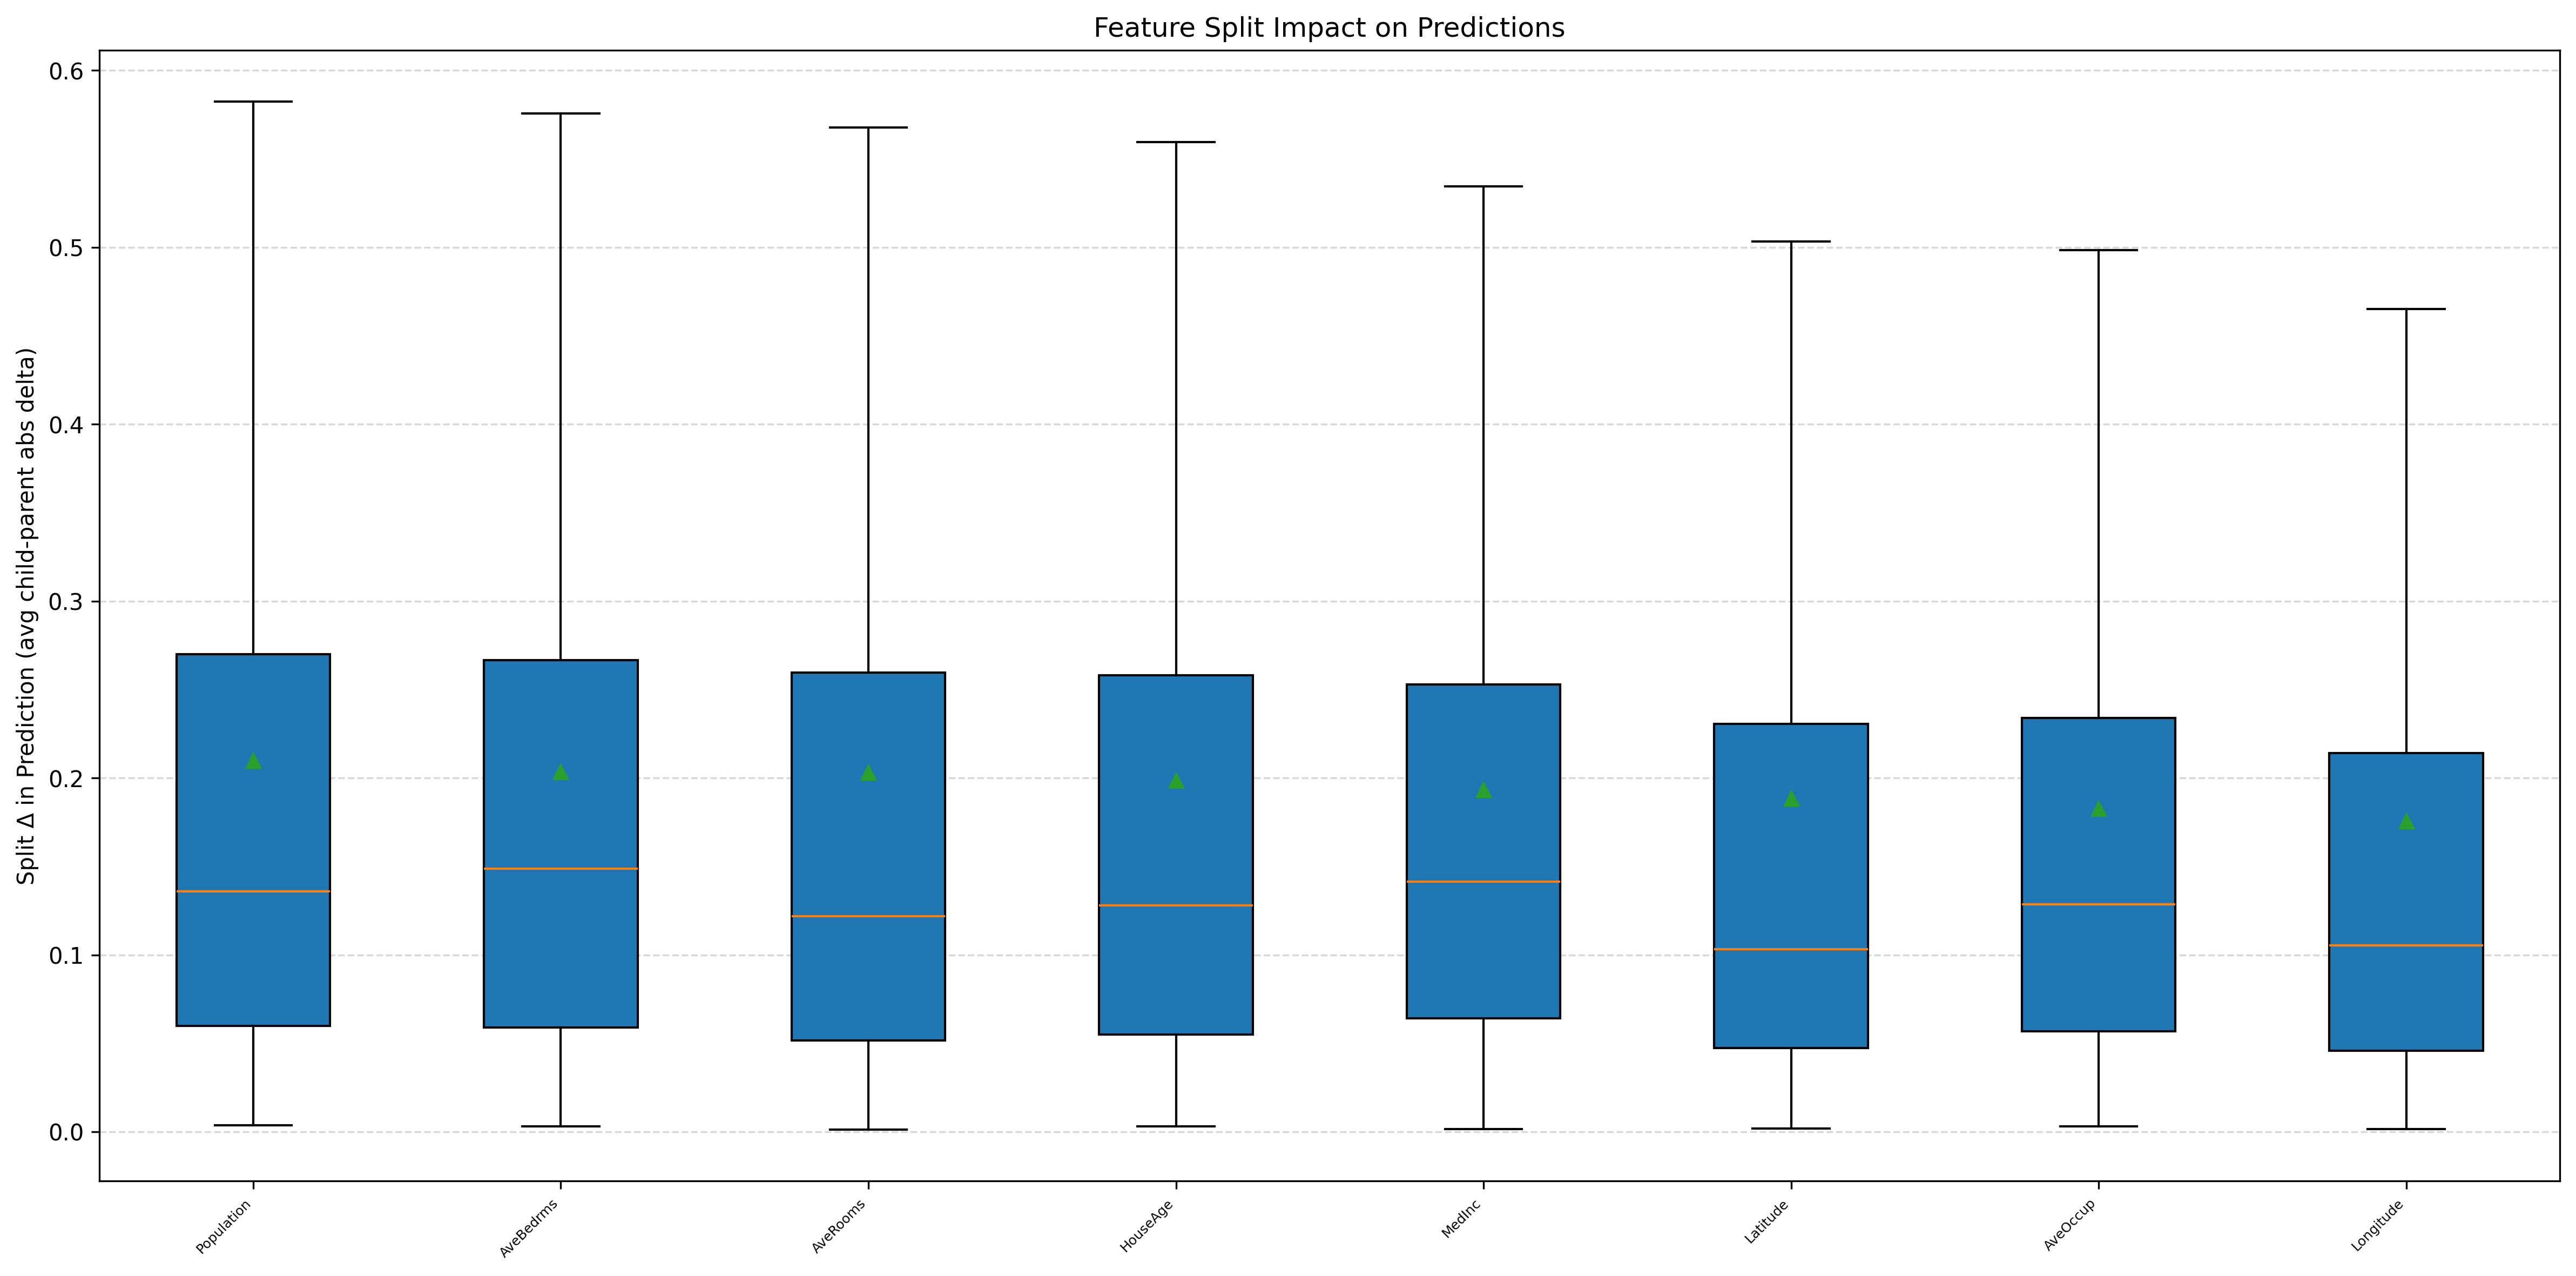 Feature Split Impact on Predictions
Split Δ in Prediction (avg child-parent abs delta)
0.6
0.5
0.4
0.3
0.2
0.1
0.0
Population
AveBedrms
AveRooms
HouseAge
MedInc
Latitude
AveOccup
Longitude